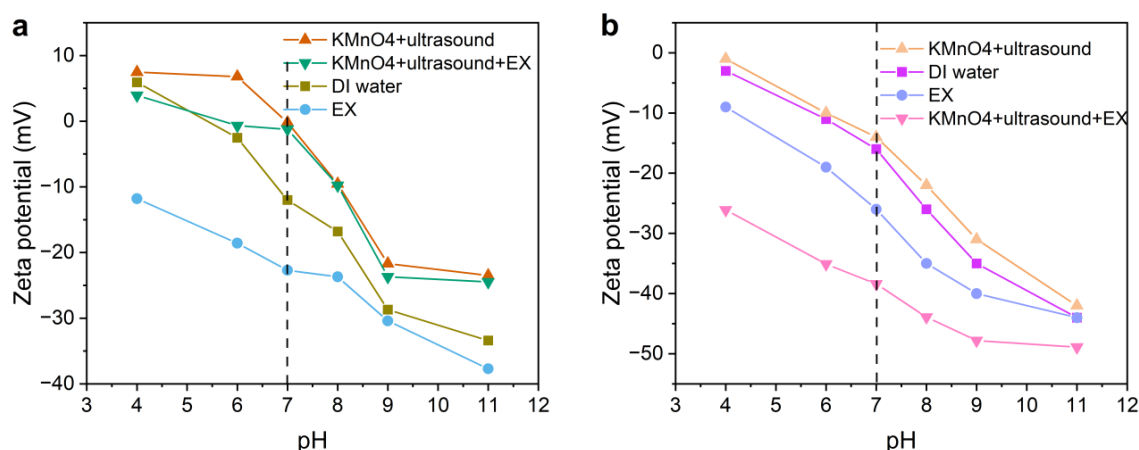 a
KMnO4+ultrasound
KMnO4+ultrasound+EX
DI water
EX
10
0
−10
−20
−30
−40
Zeta potential (mV)
3 4 5 6 7 8 9 10 11 12
pH
b
KMnO4+ultrasound
DI water
EX
KMnO4+ultrasound+EX
0
−10
−20
−30
−40
−50
Zeta potential (mV)
3 4 5 6 7 8 9 10 11 12
pH